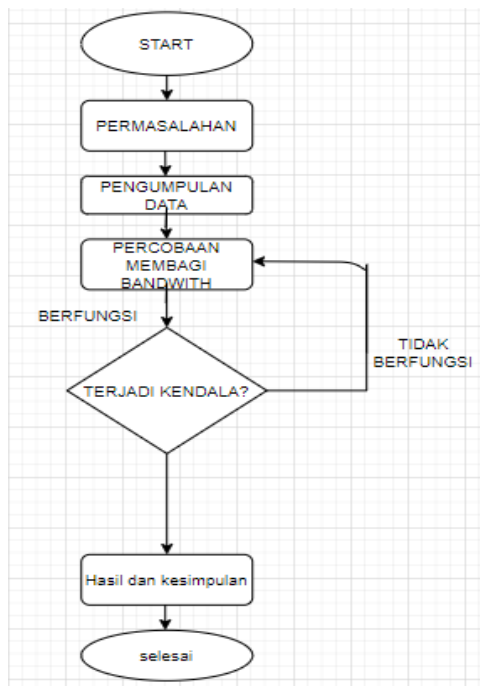 START
PERMASALAHAN
PENGUMPULAN
DATA
PERCOBAAN
MEMBAGI
BANDWITH
BERFUNGSI
TIDAK
BERFUNGSI
TERJADI KENDALA?
Hasil dan kesimpulan
selesai